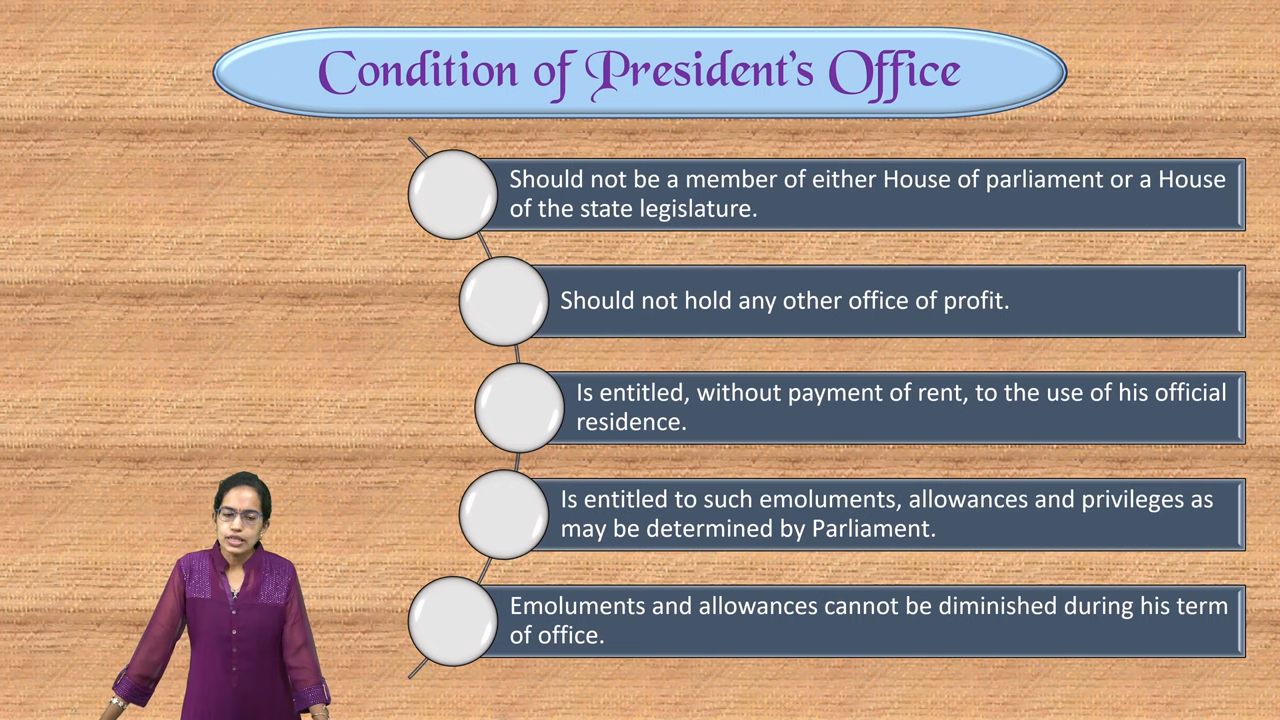 Condition of President's Office
Should not be a member of either House of parliament or a House
of the state legislature.
Should not hold any other office of profit.
Is entitled, without payment of rent, to the use of his official
residence.
Is entitled to such emoluments, allowances and privileges as
may be determined by Parliament.
Emoluments and allowances cannot be diminished during his term
of office.